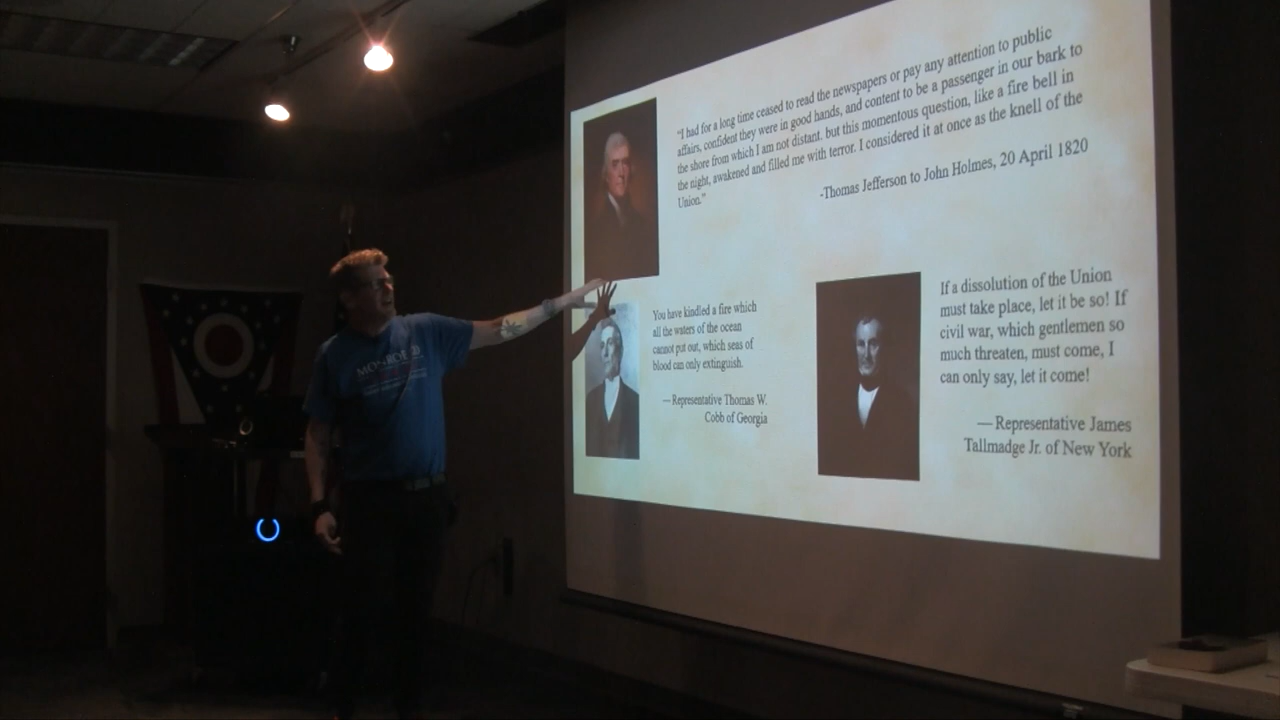 “I had for a long time ceased to read the newspapers or pay any attention to public
affairs, confident they were in good hands, and content to be a passenger in our bark to
the shore from which I am not distant. but this momentous question, like a fire bell in
the night, awakened and filled me with terror. I considered it at once as the knell of the
Union.”
-Thomas Jefferson to John Holmes, 20 April 1820
You have kindled a fire which
all the waters of the ocean
cannot put out, which seas of
blood can only extinguish.
— Representative Thomas W.
Cobb of Georgia
If a dissolution of the Union
must take place, let it be so! If
civil war, which gentlemen so
much threaten, must come, I
can only say, let it come!
— Representative James
Tallmadge Jr. of New York